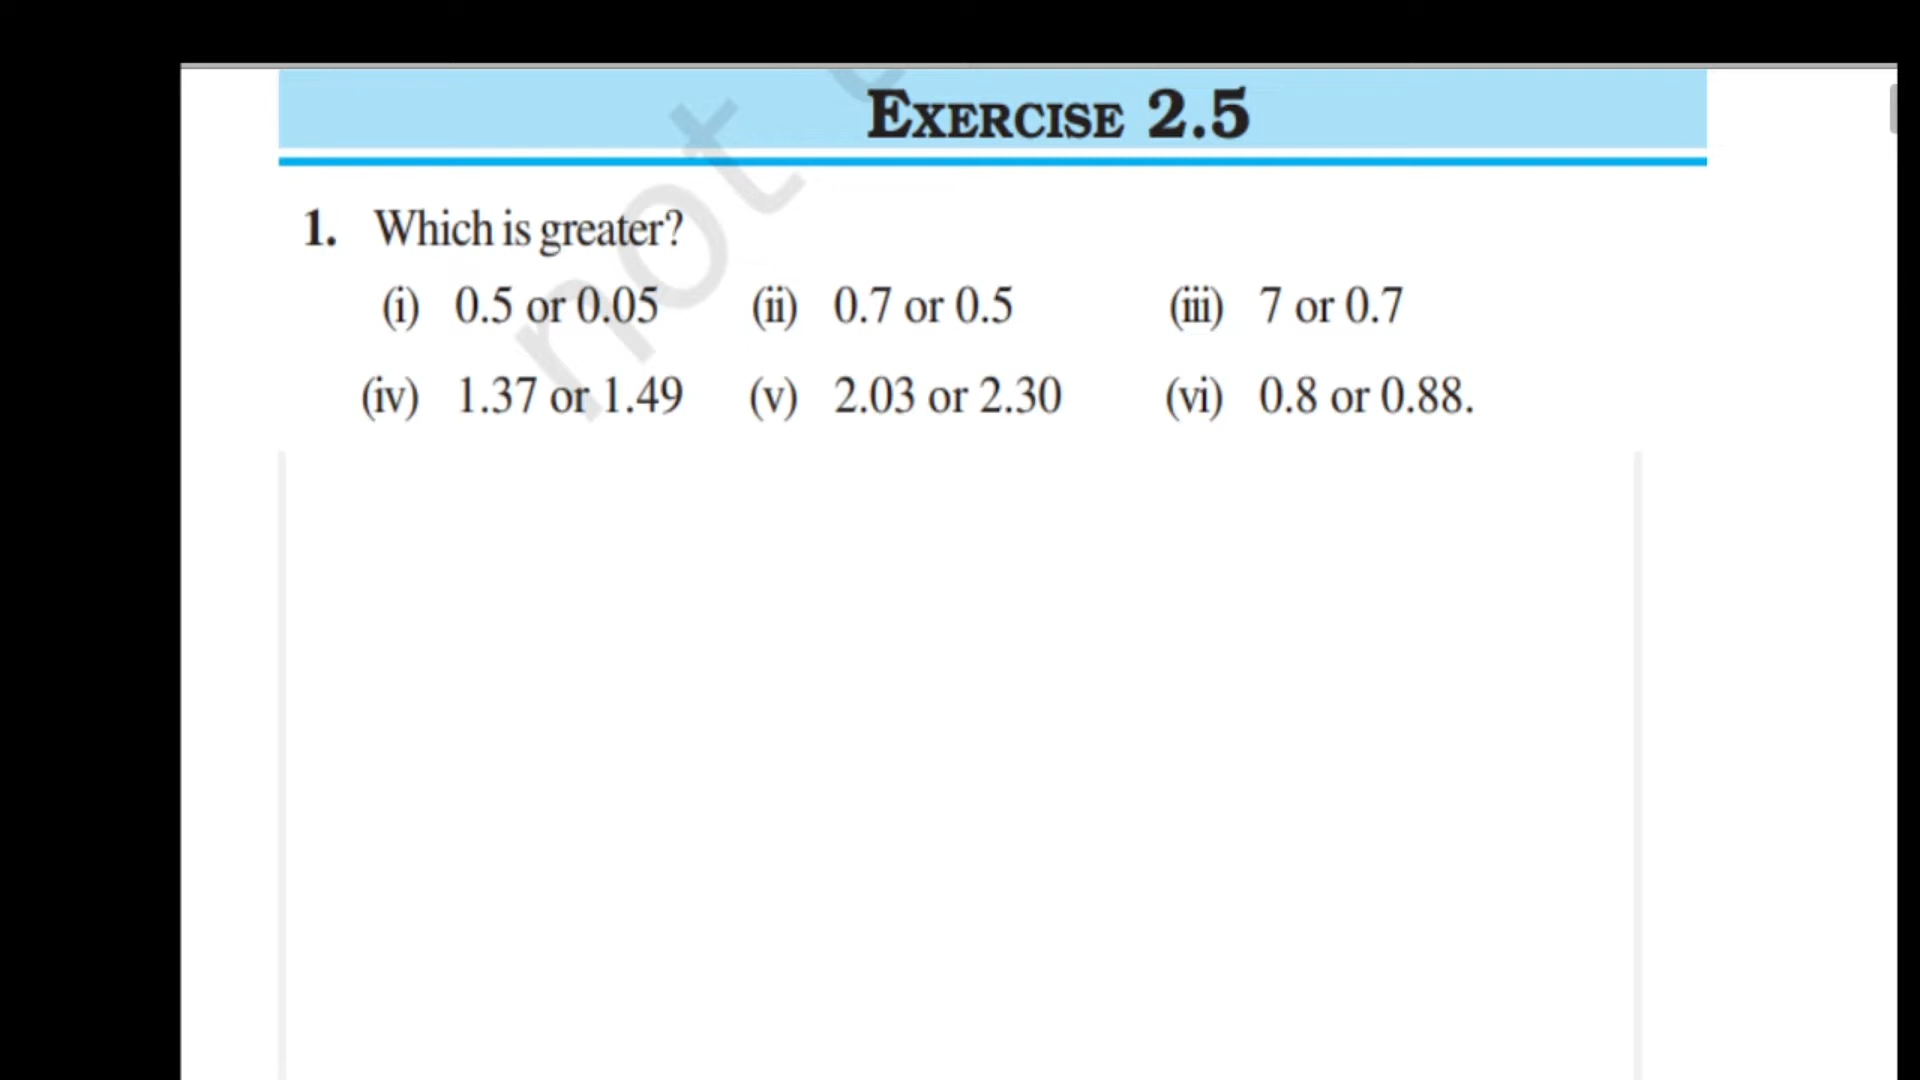 EXERCISE 2.5
1. Which is greater?
(i) 0.5 or 0.05 (ii) 0.7 or 0.5 (iii) 7 or 0.7
(iv) 1.37 or 1.49 (v) 2.03 or 2.30 (vi) 0.8 or 0.88.
not